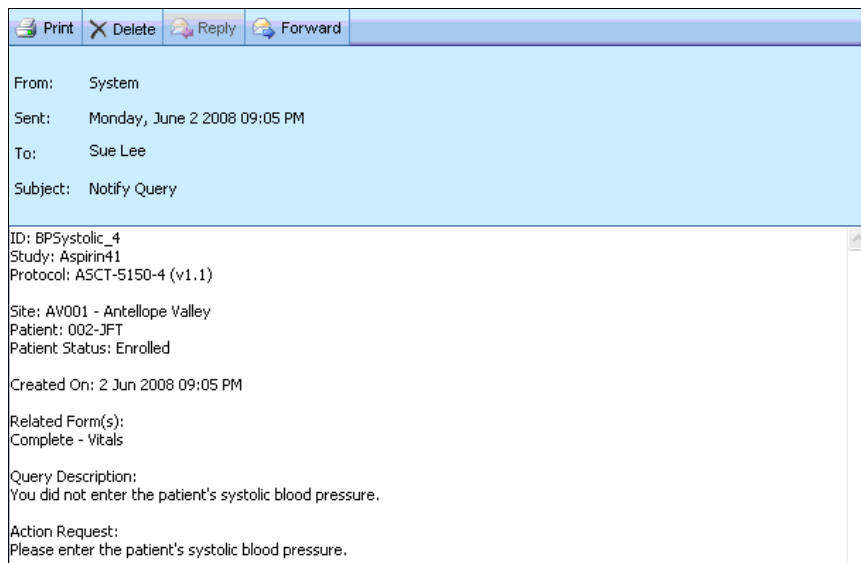 Print Delete Reply Forward
From: System
Sent: Monday, June 2 2008 09:05 PM
To: Sue Lee
Subject: Notify Query
ID: BPSystolic_4
Study: Aspirin41
Protocol: ASCT-5150-4 (v1.1)
Site: AV001 - Antellope Valley
Patient: 002-JFT
Patient Status: Enrolled
Created On: 2 Jun 2008 09:05 PM
Related Form(s):
Complete - Vitals
Query Description:
You did not enter the patient's systolic blood pressure.
Action Request:
Please enter the patient's systolic blood pressure.